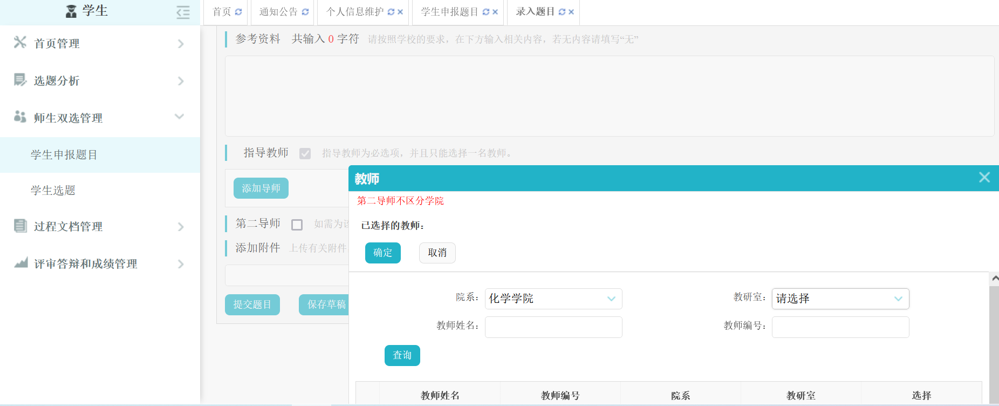 学生
首页 通知公告 个人信息维护 学生申报题目 录入题目
首页管理
选题分析
师生双选管理
学生申报题目
学生选题
过程文档管理
评审答辩和成绩管理
参考资料 共输入 0 字符 请按照学校的要求，在下方输入相关内容，若无内容请填写“无”
指导教师 指导教师为必选项，并且只能选择一名教师。
添加导师
第二导师 如需为该
添加附件 上传有关附件
提交题目 保存草稿
教师
第二导师不区分学院
已选择的教师：
确定 取消
院系： 化学学院 教研室： 请选择
教师姓名： 教师编号：
查询
教师姓名 教师编号 院系 教研室 选择